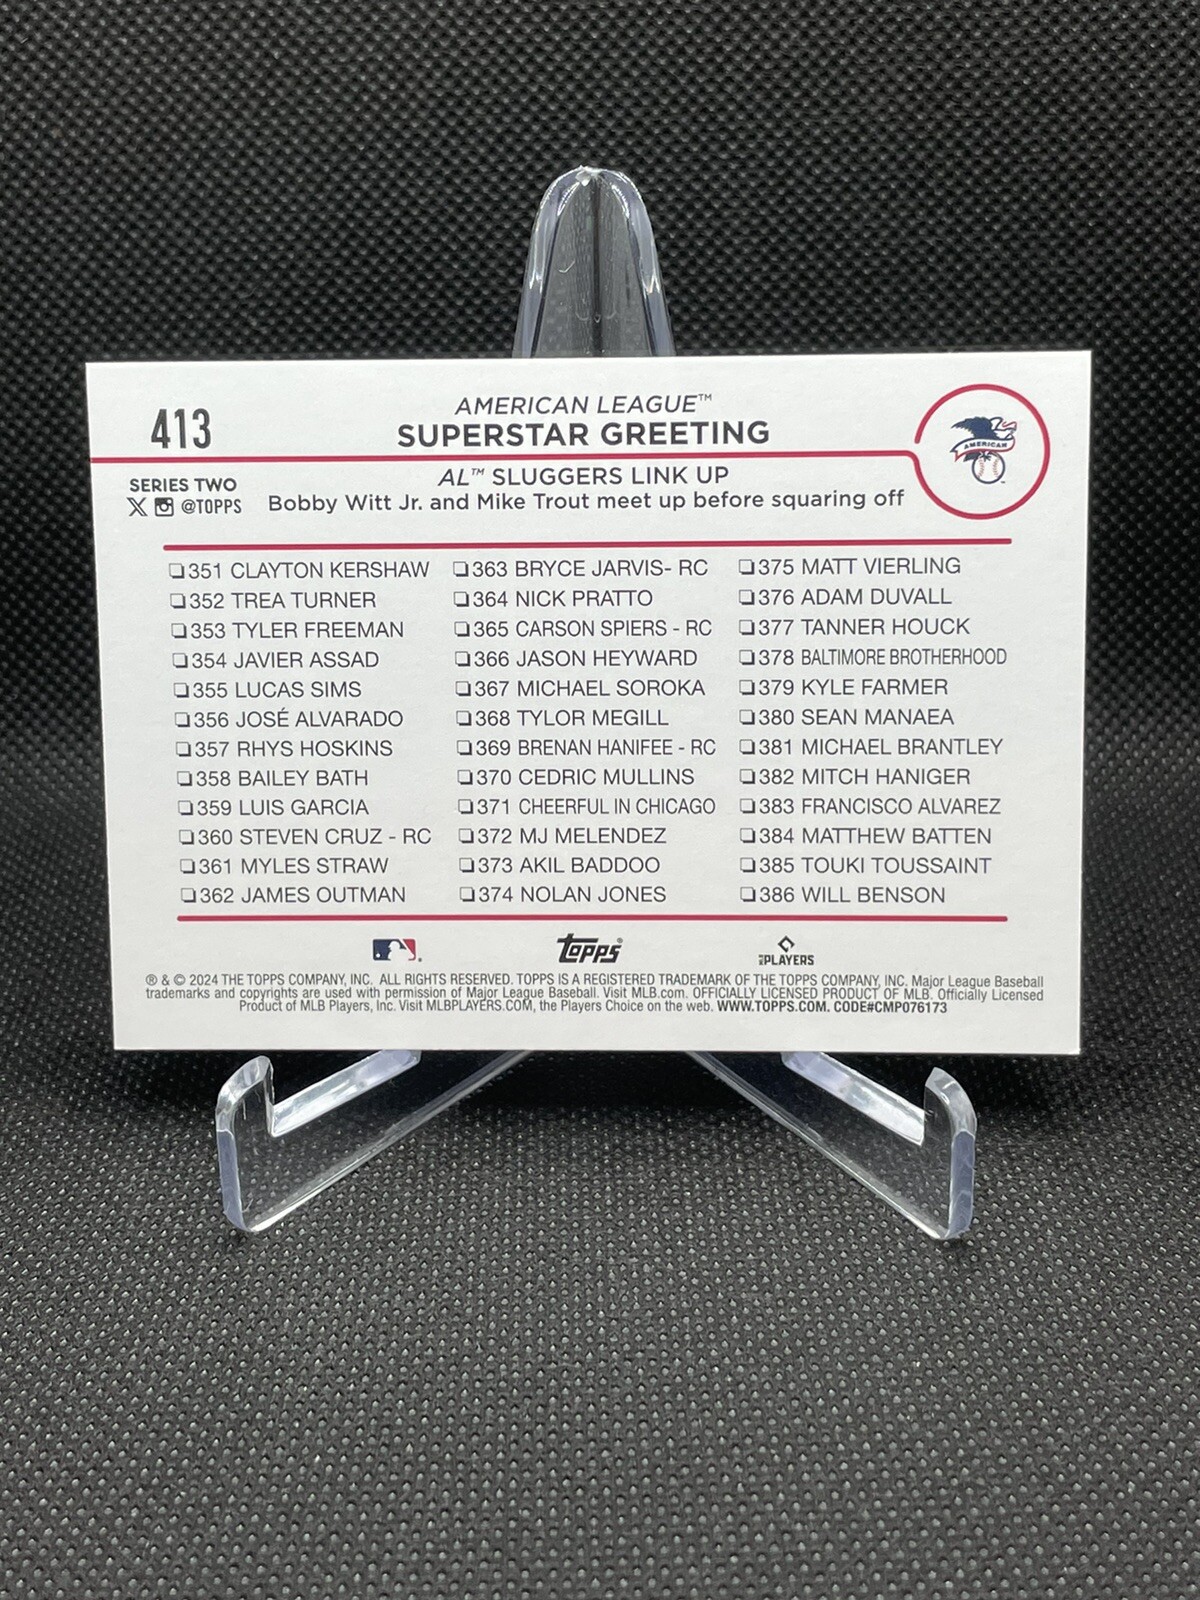 413
AMERICAN LEAGUE™
SUPERSTAR GREETING
AMERICAN
SERIES TWO
@TOPPS
AL™ SLUGGERS LINK UP
Bobby Witt Jr. and Mike Trout meet up before squaring off
❏351 CLAYTON KERSHAW
❏352 TREA TURNER
❏353 TYLER FREEMAN
❏354 JAVIER ASSAD
❏355 LUCAS SIMS
❏356 JOSÉ ALVARADO
❏357 RHYS HOSKINS
❏358 BAILEY BATH
❏359 LUIS GARCIA
❏360 STEVEN CRUZ - RC
❏361 MYLES STRAW
❏362 JAMES OUTMAN
❏363 BRYCE JARVIS- RC
❏364 NICK PRATTO
❏365 CARSON SPIERS - RC
❏366 JASON HEYWARD
❏367 MICHAEL SOROKA
❏368 TYLOR MEGILL
❏369 BRENAN HANIFEE - RC
❏370 CEDRIC MULLINS
❏371 CHEERFUL IN CHICAGO
❏372 MJ MELENDEZ
❏373 AKIL BADDOO
❏374 NOLAN JONES
❏375 MATT VIERLING
❏376 ADAM DUVALL
❏377 TANNER HOUCK
❏378 BALTIMORE BROTHERHOOD
❏379 KYLE FARMER
❏380 SEAN MANAEA
❏381 MICHAEL BRANTLEY
❏382 MITCH HANIGER
❏383 FRANCISCO ALVAREZ
❏384 MATTHEW BATTEN
❏385 TOUKI TOUSSAINT
❏386 WILL BENSON
topps®
MLB PLAYERS
® & © 2024 THE TOPPS COMPANY, INC. ALL RIGHTS RESERVED. TOPPS IS A REGISTERED TRADEMARK OF THE TOPPS COMPANY, INC. Major League Baseball
trademarks and copyrights are used with permission of Major League Baseball. Visit MLB.com. OFFICIALLY LICENSED PRODUCT OF MLB. Officially Licensed
Product of MLB Players, Inc. Visit MLBPLAYERS.COM, the Players Choice on the web. WWW.TOPPS.COM. CODE#CMP076173